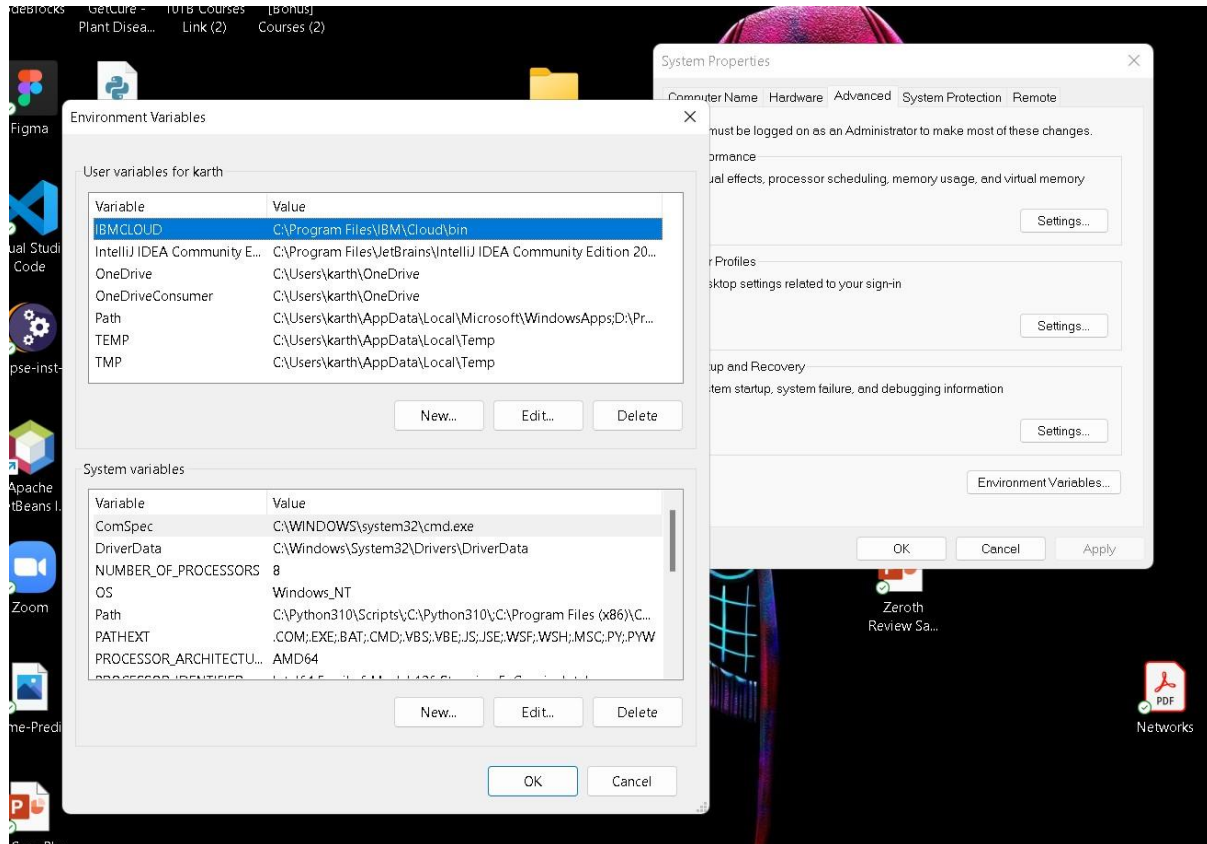 GetCure - 10TB Courses [Bonus]
Plant Disea... Link (2) Courses (2)
Figma
Code
Apache
Zoom
Environment Variables
User variables for karth
Variable Value
IBMCLOUD C:\Program Files\IBM\Cloud\bin
IntelliJ IDEA Community E... C:\Program Files\JetBrains\IntelliJ IDEA Community Edition 20...
OneDrive C:\Users\karth\OneDrive
OneDriveConsumer C:\Users\karth\OneDrive
Path C:\Users\karth\AppData\Local\Microsoft\WindowsApps;D:\Pr...
TEMP C:\Users\karth\AppData\Local\Temp
TMP C:\Users\karth\AppData\Local\Temp
New... Edit... Delete
System variables
Variable Value
ComSpec C:\WINDOWS\system32\cmd.exe
DriverData C:\Windows\System32\Drivers\DriverData
NUMBER_OF_PROCESSORS 8
OS Windows_NT
Path C:\Python310\Scripts\;C:\Python310\;C:\Program Files (x86)\C...
PATHEXT .COM;.EXE;.BAT;.CMD;.VBS;.VBE;.JS;.JSE;.WSF;.WSH;.MSC;.PY;.PYW
PROCESSOR_ARCHITECTU... AMD64
New... Edit... Delete
OK Cancel
System Properties
Computer Name Hardware Advanced System Protection Remote
must be logged on as an Administrator to make most of these changes.
ual effects, processor scheduling, memory usage, and virtual memory
Settings...
r Profiles
sktop settings related to your sign-in
Settings...
up and Recovery
tem startup, system failure, and debugging information
Settings...
Environment Variables...
OK Cancel Apply
Zeroth
Review Sa...
PDF
Networks